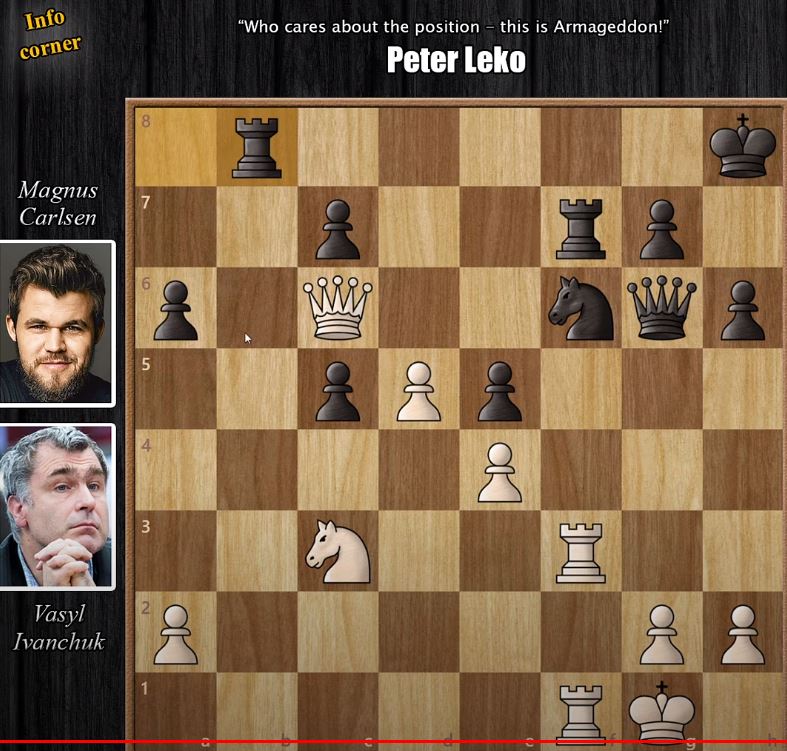 Info
corner
“Who cares about the position – this is Armageddon!”
Peter Leko
Magnus
Carlsen
Vasyl
Ivanchuk
8
7
6
5
4
3
2
1
a b c d e f g h